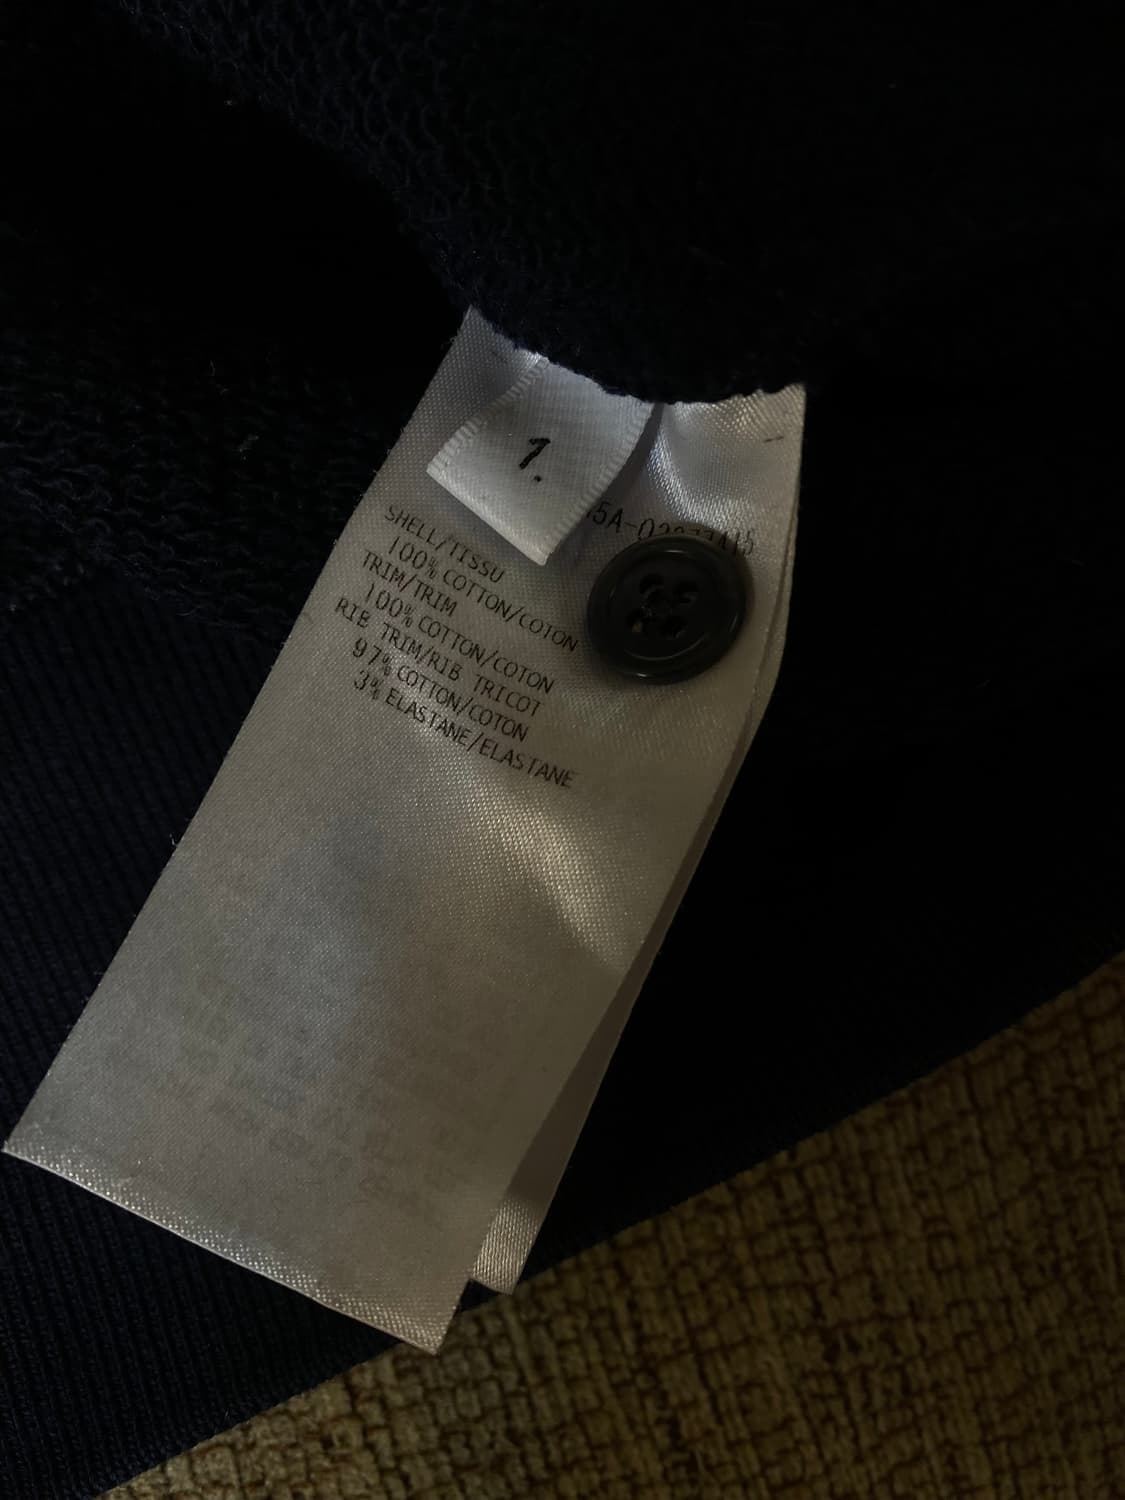 1.
SHELL/TISSU
100% COTTON/COTON
TRIM/TRIM
100% COTTON/COTON
RIB TRIM/RIB TRICOT
97% COTTON/COTON
3% ELASTANE/ELASTANE